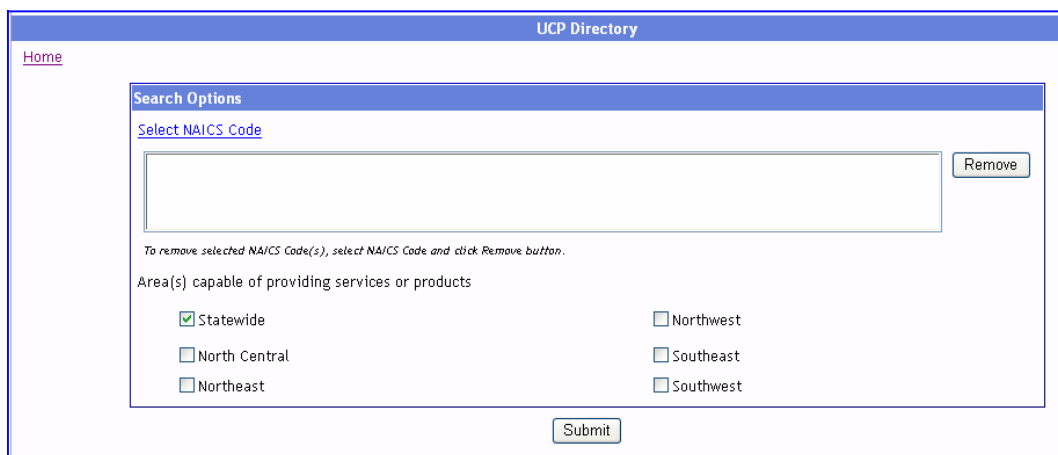 UCP Directory
Home
Search Options
Select NAICS Code
Remove
To remove selected NAICS Code(s), select NAICS Code and click Remove button.
Area(s) capable of providing services or products
Statewide
Northwest
North Central
Southeast
Northeast
Southwest
Submit